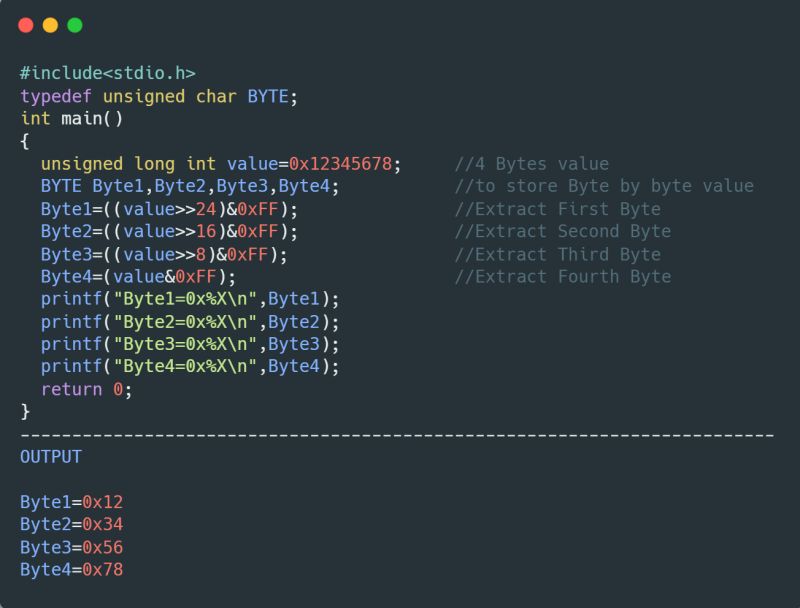 #include<stdio.h>
typedef unsigned char BYTE;
int main()
{
  unsigned long int value=0x12345678;     //4 Bytes value
  BYTE Byte1,Byte2,Byte3,Byte4;           //to store Byte by byte value
  Byte1=((value>>24)&0xFF);               //Extract First Byte
  Byte2=((value>>16)&0xFF);               //Extract Second Byte
  Byte3=((value>>8)&0xFF);                //Extract Third Byte
  Byte4=(value&0xFF);                     //Extract Fourth Byte
  printf("Byte1=0x%X\n",Byte1);
  printf("Byte2=0x%X\n",Byte2);
  printf("Byte3=0x%X\n",Byte3);
  printf("Byte4=0x%X\n",Byte4);
  return 0;
}
-------------------------------------------------------------------------
OUTPUT
Byte1=0x12
Byte2=0x34
Byte3=0x56
Byte4=0x78